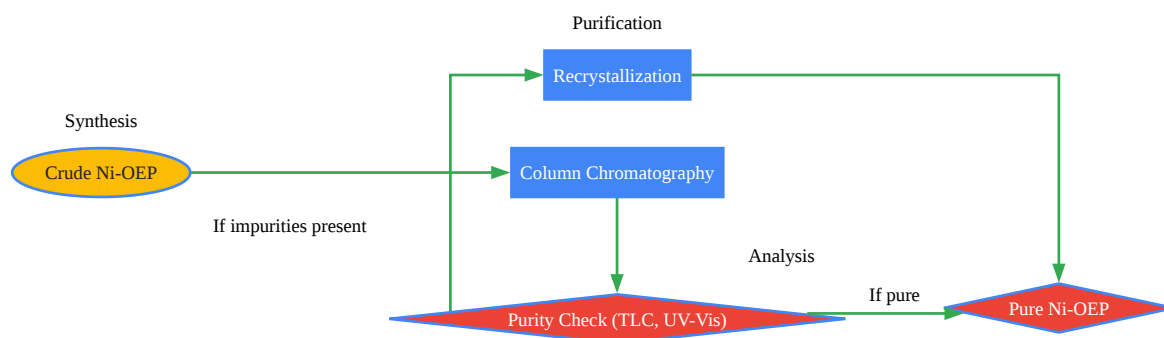 Purification
Recrystallization
Synthesis
Crude Ni-OEP
Column Chromatography
If impurities present
Analysis
If pure
Purity Check (TLC, UV-Vis)
Pure Ni-OEP